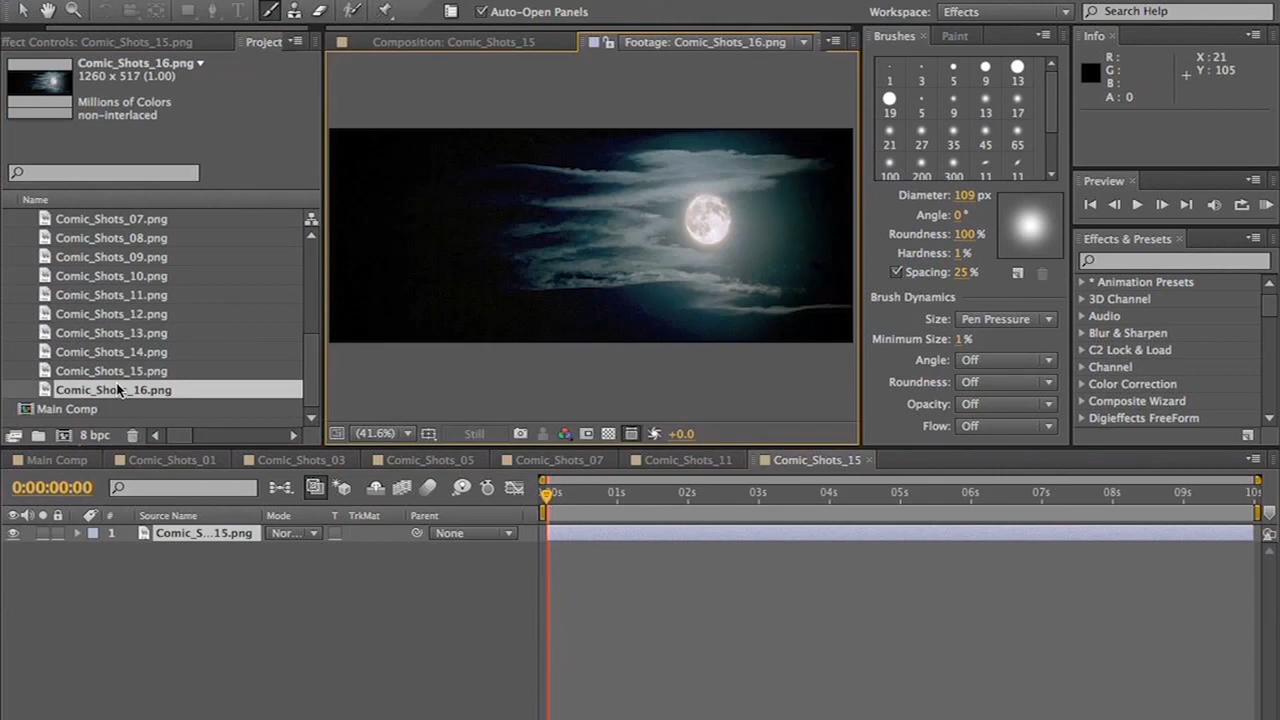 Auto-Open Panels
Workspace: Effects
Search Help
ffect Controls: Comic_Shots_15.png
Project
Composition: Comic_Shots_15
Footage: Comic_Shots_16.png
Brushes
Paint
Info
Comic_Shots_16.png
1260 x 517 (1.00)
Millions of Colors
non-interlaced
1 3 5 9 13
19 5 9 13 17
21 27 35 45 65
100 200 300 11 11
R:
G:
B:
A: 0
X: 21
Y: 105
Name
Comic_Shots_07.png
Comic_Shots_08.png
Comic_Shots_09.png
Comic_Shots_10.png
Comic_Shots_11.png
Comic_Shots_12.png
Comic_Shots_13.png
Comic_Shots_14.png
Comic_Shots_15.png
Comic_Shots_16.png
Main Comp
8 bpc
(41.6%)
Still
+0.0
Diameter: 109 px
Angle: 0°
Roundness: 100%
Hardness: 1%
Spacing: 25%
Brush Dynamics
Size: Pen Pressure
Minimum Size: 1%
Angle: Off
Roundness: Off
Opacity: Off
Flow: Off
Preview
Effects & Presets
* Animation Presets
3D Channel
Audio
Blur & Sharpen
C2 Lock & Load
Channel
Color Correction
Composite Wizard
Digieffects FreeForm
Main Comp
Comic_Shots_01
Comic_Shots_03
Comic_Shots_05
Comic_Shots_07
Comic_Shots_11
Comic_Shots_15
0:00:00:00
00s 01s 02s 03s 04s 05s 06s 07s 08s 09s 10s
# Source Name Mode T TrkMat Parent
1 Comic_S...15.png Nor... None